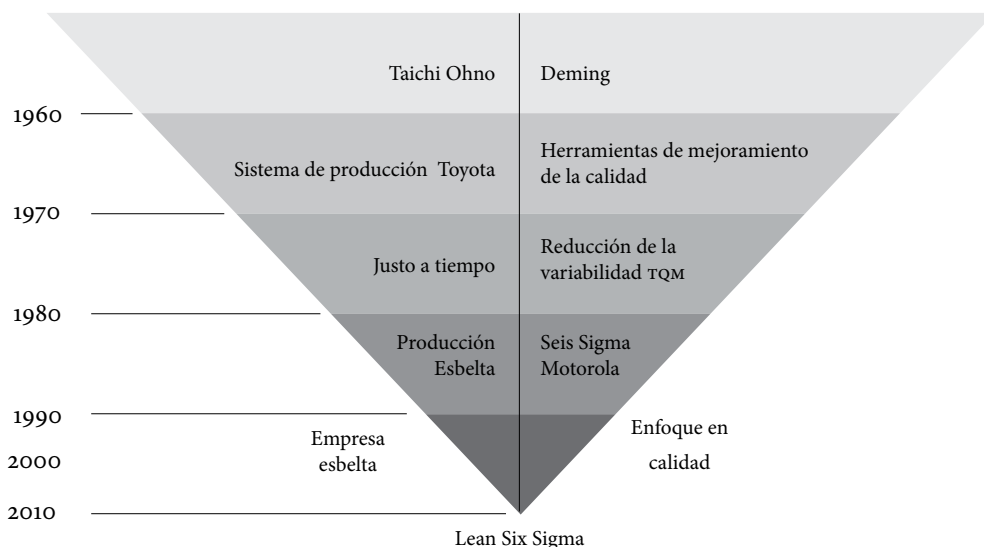 Taichi Ohno
Deming
1960
Sistema de producción Toyota
Herramientas de mejoramiento
de la calidad
1970
Justo a tiempo
Reducción de la
variabilidad TQM
1980
Producción
Esbelta
Seis Sigma
Motorola
1990
Empresa
esbelta
Enfoque en
calidad
2000
2010
Lean Six Sigma